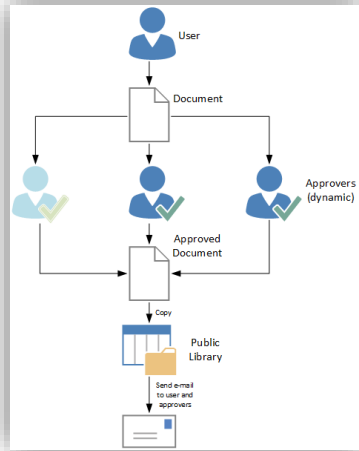 User
Document
Approvers
(dynamic)
Approved
Document
Copy
Public
Library
Send e-mail
to user and
approvers